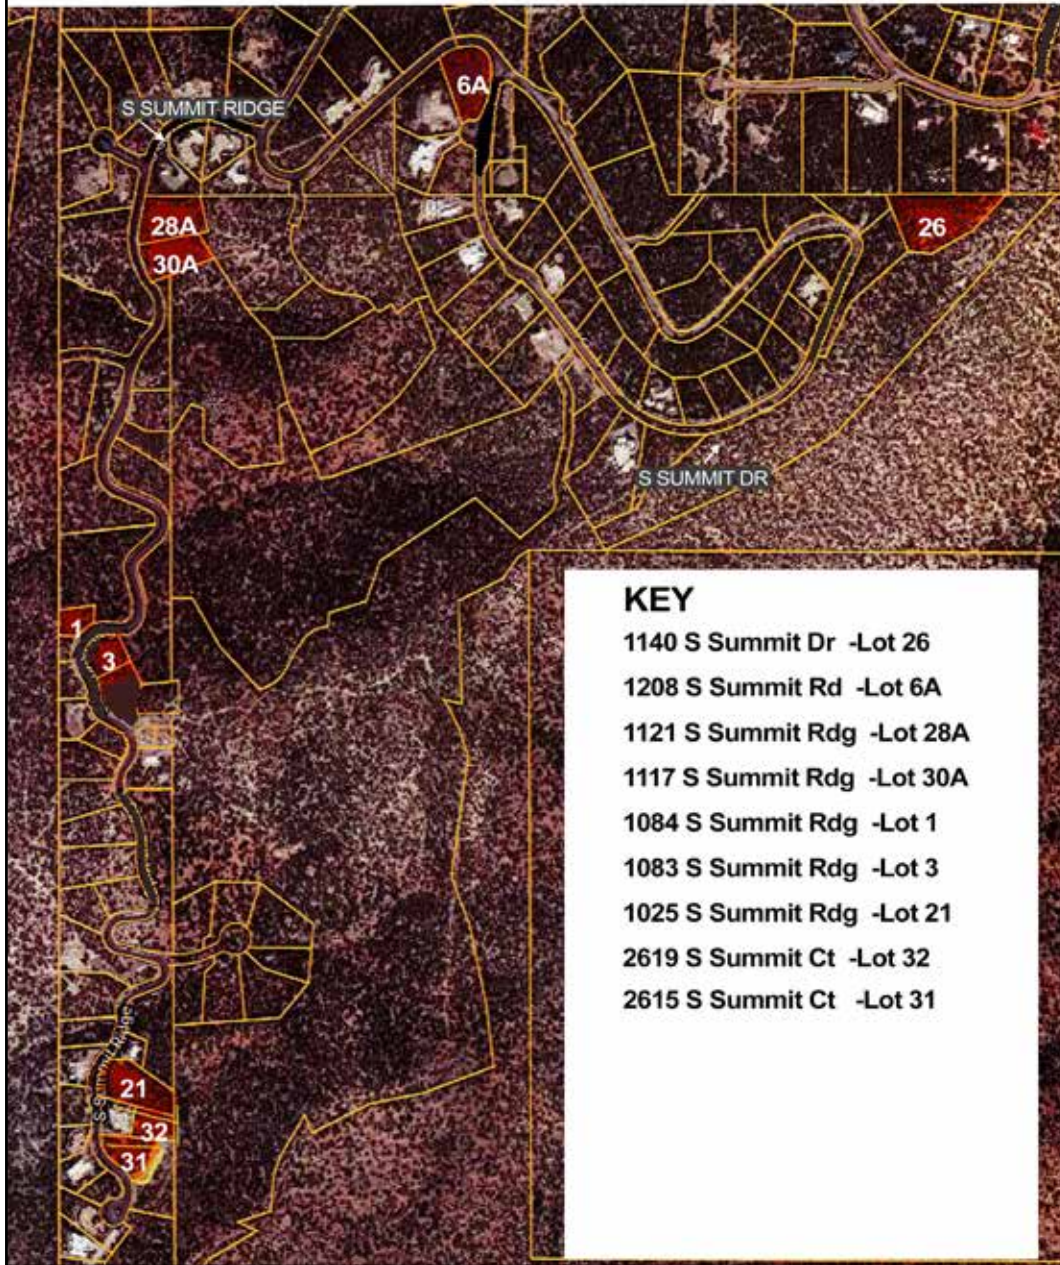 6A
S SUMMIT RIDGE
28A
26
30A
S SUMMIT DR
1
3
KEY
1140 S Summit Dr -Lot 26
1208 S Summit Rd -Lot 6A
1121 S Summit Rdg -Lot 28A
1117 S Summit Rdg -Lot 30A
1084 S Summit Rdg -Lot 1
1083 S Summit Rdg -Lot 3
1025 S Summit Rdg -Lot 21
2619 S Summit Ct -Lot 32
2615 S Summit Ct -Lot 31
S Summit Ridge
21
32
31